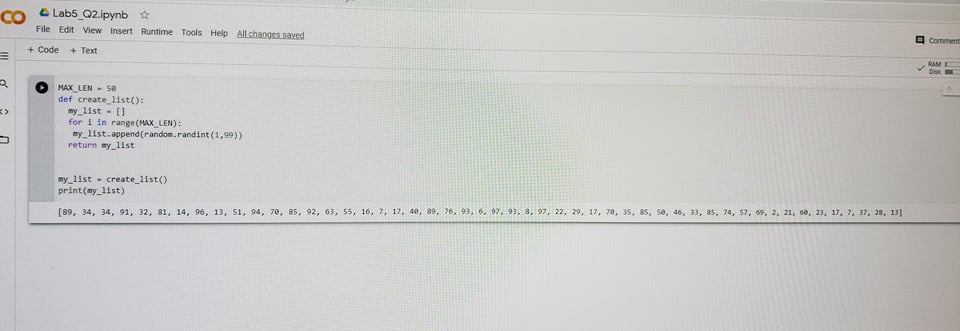 CO Lab5_Q2.ipynb
File Edit View Insert Runtime Tools Help All changes saved
Comment
+ Code + Text
RAM
Disk
MAX_LEN = 50
def create_list():
my_list = []
for i in range(MAX_LEN):
my_list.append(random.randint(1,99))
return my_list
my_list = create_list()
print(my_list)
[89, 34, 34, 91, 32, 81, 14, 96, 13, 51, 94, 70, 85, 92, 63, 55, 16, 7, 17, 40, 89, 76, 93, 6, 97, 93, 8, 97, 22, 29, 17, 70, 35, 85, 50, 46, 33, 85, 74, 57, 69, 2, 21, 60, 23, 17, 7, 37, 28, 13]